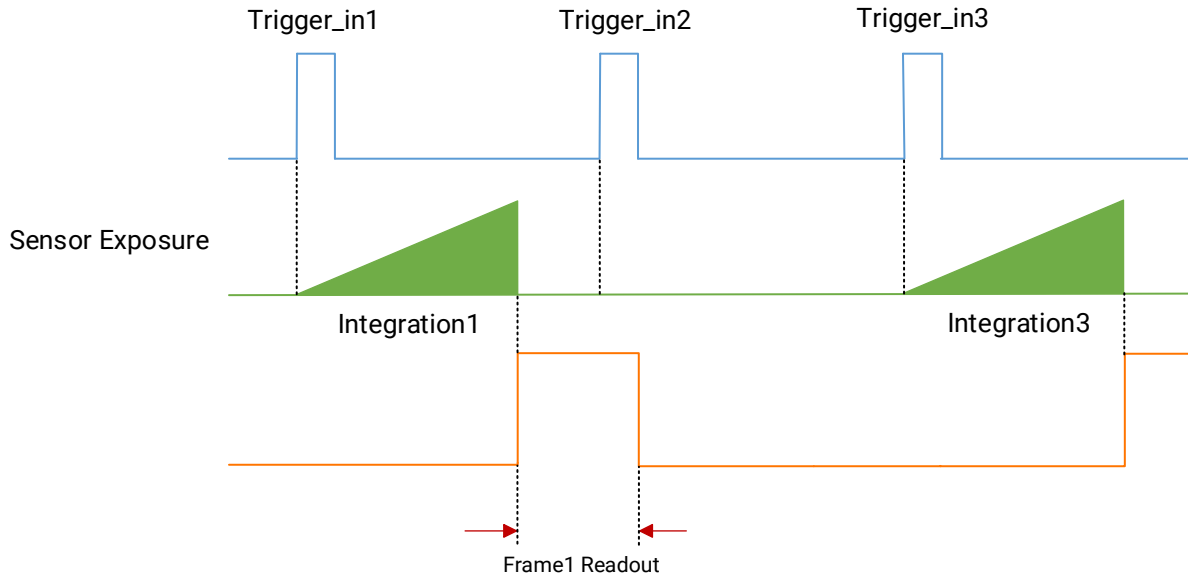 Trigger_in1
Trigger_in2
Trigger_in3
Sensor Exposure
Integration1
Integration3
Frame1 Readout